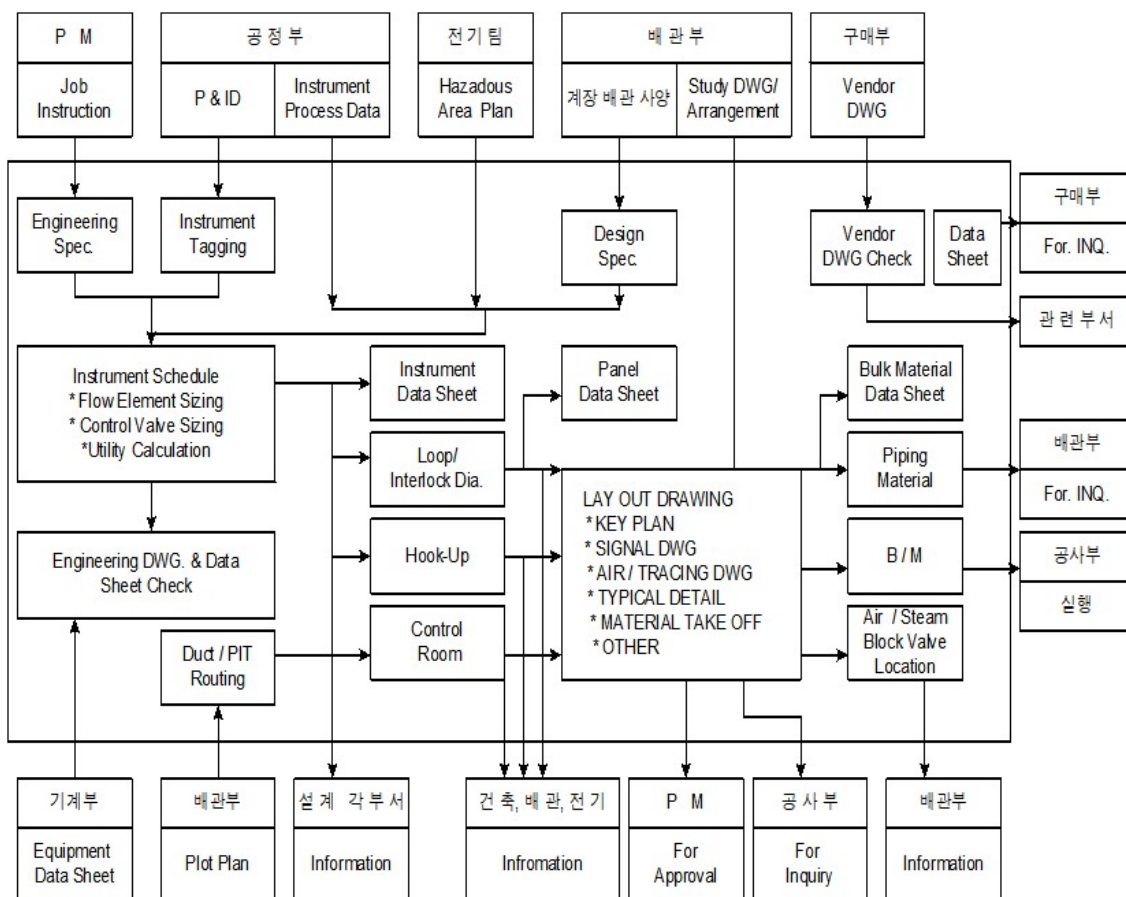 P M
공 정 부
전 기 팀
배 관 부
구매부
Job
Instruction
P & ID
Instrument
Process Data
Hazadous
Area Plan
계장 배관 사양
Study DWG/
Arrangement
Vendor
DWG
Engineering
Spec.
Instrument
Tagging
Design
Spec.
Vendor
DWG Check
Data
Sheet
구매부
For. INQ.
관 련 부 서
Instrument Schedule
* Flow Element Sizing
* Control Valve Sizing
*Utility Calculation
Instrument
Data Sheet
Panel
Data Sheet
Bulk Material
Data Sheet
Loop/
Interlock Dia.
Piping
Material
배관부
For. INQ.
LAY OUT DRAWING
* KEY PLAN
* SIGNAL DWG
* AIR / TRACING DWG
* TYPICAL DETAIL
* MATERIAL TAKE OFF
* OTHER
Engineering DWG. & Data
Sheet Check
Hook-Up
B / M
공사부
실행
Duct / PIT
Routing
Control
Room
Air / Steam
Block Valve
Location
기계부
Equipment
Data Sheet
배관부
Plot Plan
설 계 각 부 서
Information
건 축, 배 관, 전 기
Infromation
P M
For
Approval
공 사 부
For
Inquiry
배관부
Information